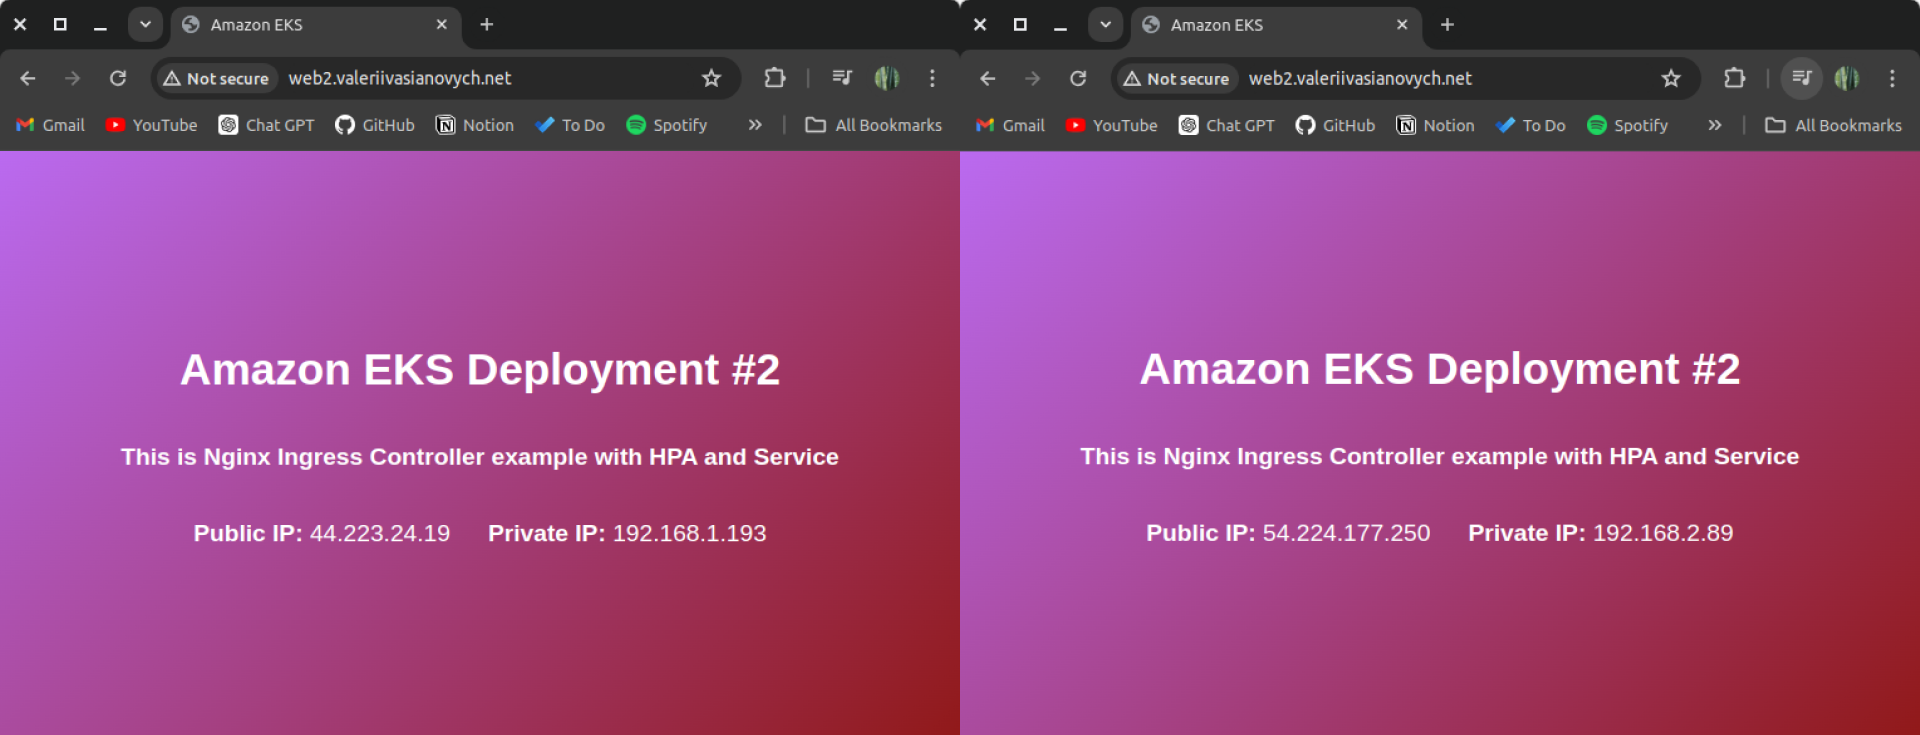 Amazon EKS
Not secure web2.valeriivasianovych.net
Gmail YouTube Chat GPT GitHub Notion To Do Spotify All Bookmarks
Amazon EKS Deployment #2
This is Nginx Ingress Controller example with HPA and Service
Public IP: 44.223.24.19 Private IP: 192.168.1.193
Amazon EKS
Not secure web2.valeriivasianovych.net
Gmail YouTube Chat GPT GitHub Notion To Do Spotify All Bookmarks
Amazon EKS Deployment #2
This is Nginx Ingress Controller example with HPA and Service
Public IP: 54.224.177.250 Private IP: 192.168.2.89